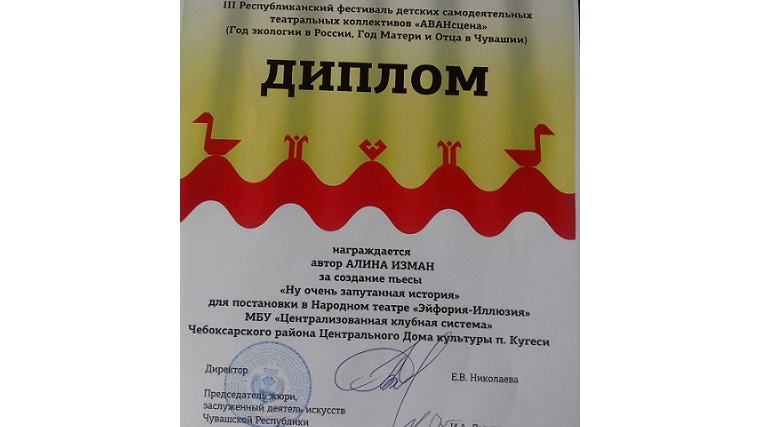 III Республиканский фестиваль детских самодеятельных
театральных коллективов «АВАНсцена»
(Год экологии в России, Год Матери и Отца в Чувашии)
ДИПЛОМ
награждается
автор АЛИНА ИЗМАН
за создание пьесы
«Ну очень запутанная история»
для постановки в Народном театре «Эйфория-Иллюзия»
МБУ «Централизованная клубная система»
Чебоксарского района Центрального Дома культуры п. Кугеси
Директор Е.В. Николаева
Председатель жюри,
заслуженный деятель искусств
Чувашской Республики